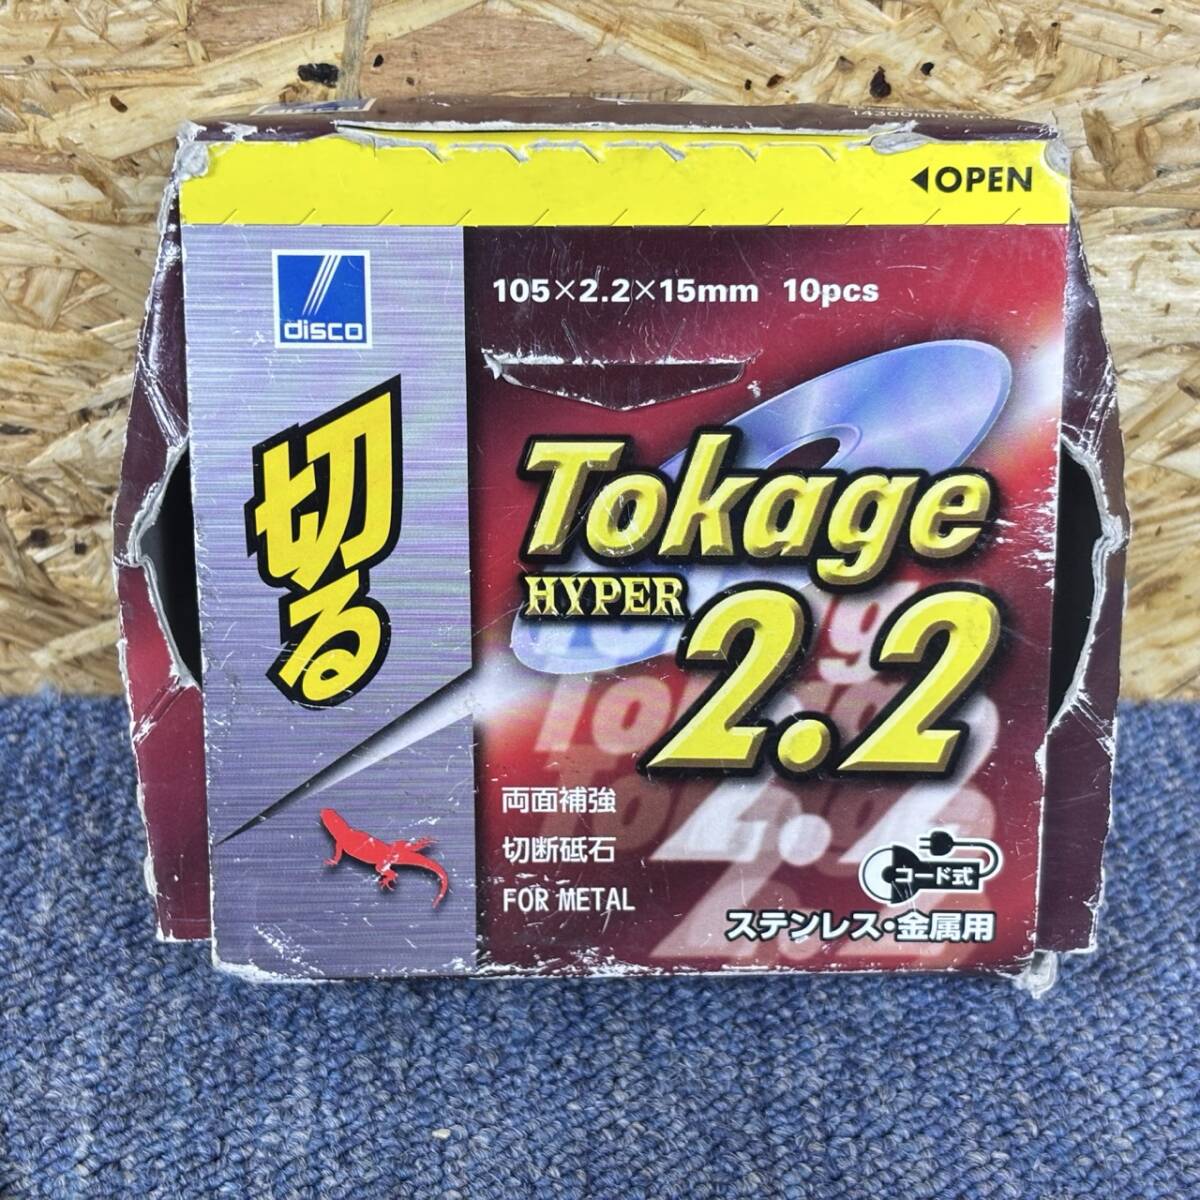 ◀OPEN
disco
105×2.2×15mm 10pcs
切る
Tokage
HYPER
2.2
両面補強
切断砥石
FOR METAL
コード式
ステンレス・金属用